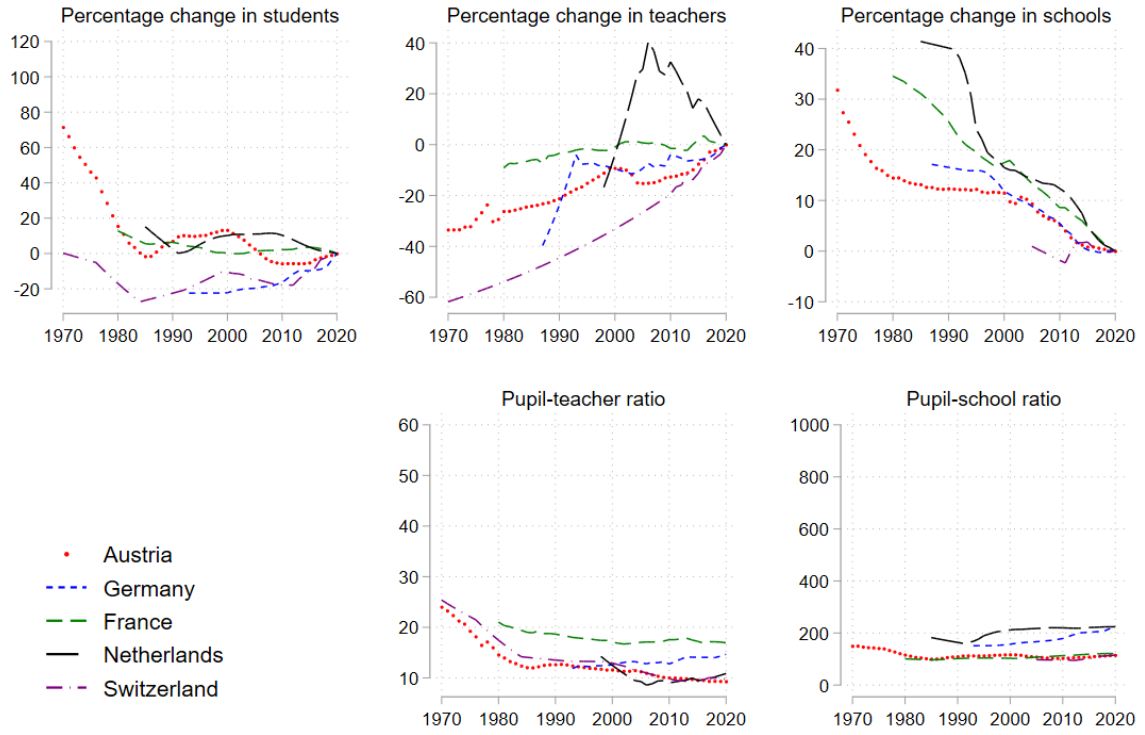 Percentage change in students
120
100
80
60
40
20
0
-20
1970 1980 1990 2000 2010 2020
Percentage change in teachers
40
20
0
-20
-40
-60
1970 1980 1990 2000 2010 2020
Percentage change in schools
40
30
20
10
0
-10
1970 1980 1990 2000 2010 2020
Austria
Germany
France
Netherlands
Switzerland
Pupil-teacher ratio
60
50
40
30
20
10
1970 1980 1990 2000 2010 2020
Pupil-school ratio
1000
800
600
400
200
0
1970 1980 1990 2000 2010 2020